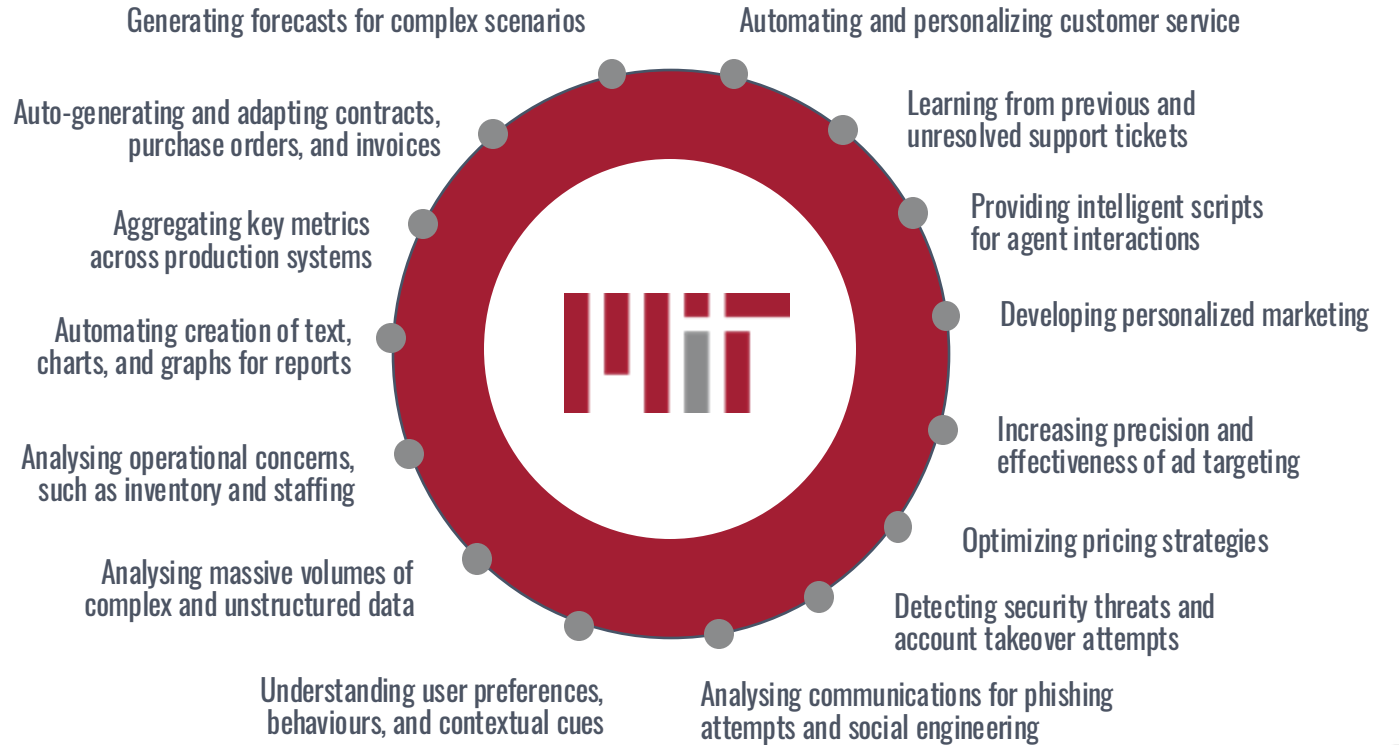 Generating forecasts for complex scenarios
Automating and personalizing customer service
Auto-generating and adapting contracts,
purchase orders, and invoices
Learning from previous and
unresolved support tickets
Aggregating key metrics
across production systems
Providing intelligent scripts
for agent interactions
Automating creation of text,
charts, and graphs for reports
Developing personalized marketing
MIT
Analysing operational concerns,
such as inventory and staffing
Increasing precision and
effectiveness of ad targeting
Analysing massive volumes of
complex and unstructured data
Optimizing pricing strategies
Detecting security threats and
account takeover attempts
Understanding user preferences,
behaviours, and contextual cues
Analysing communications for phishing
attempts and social engineering